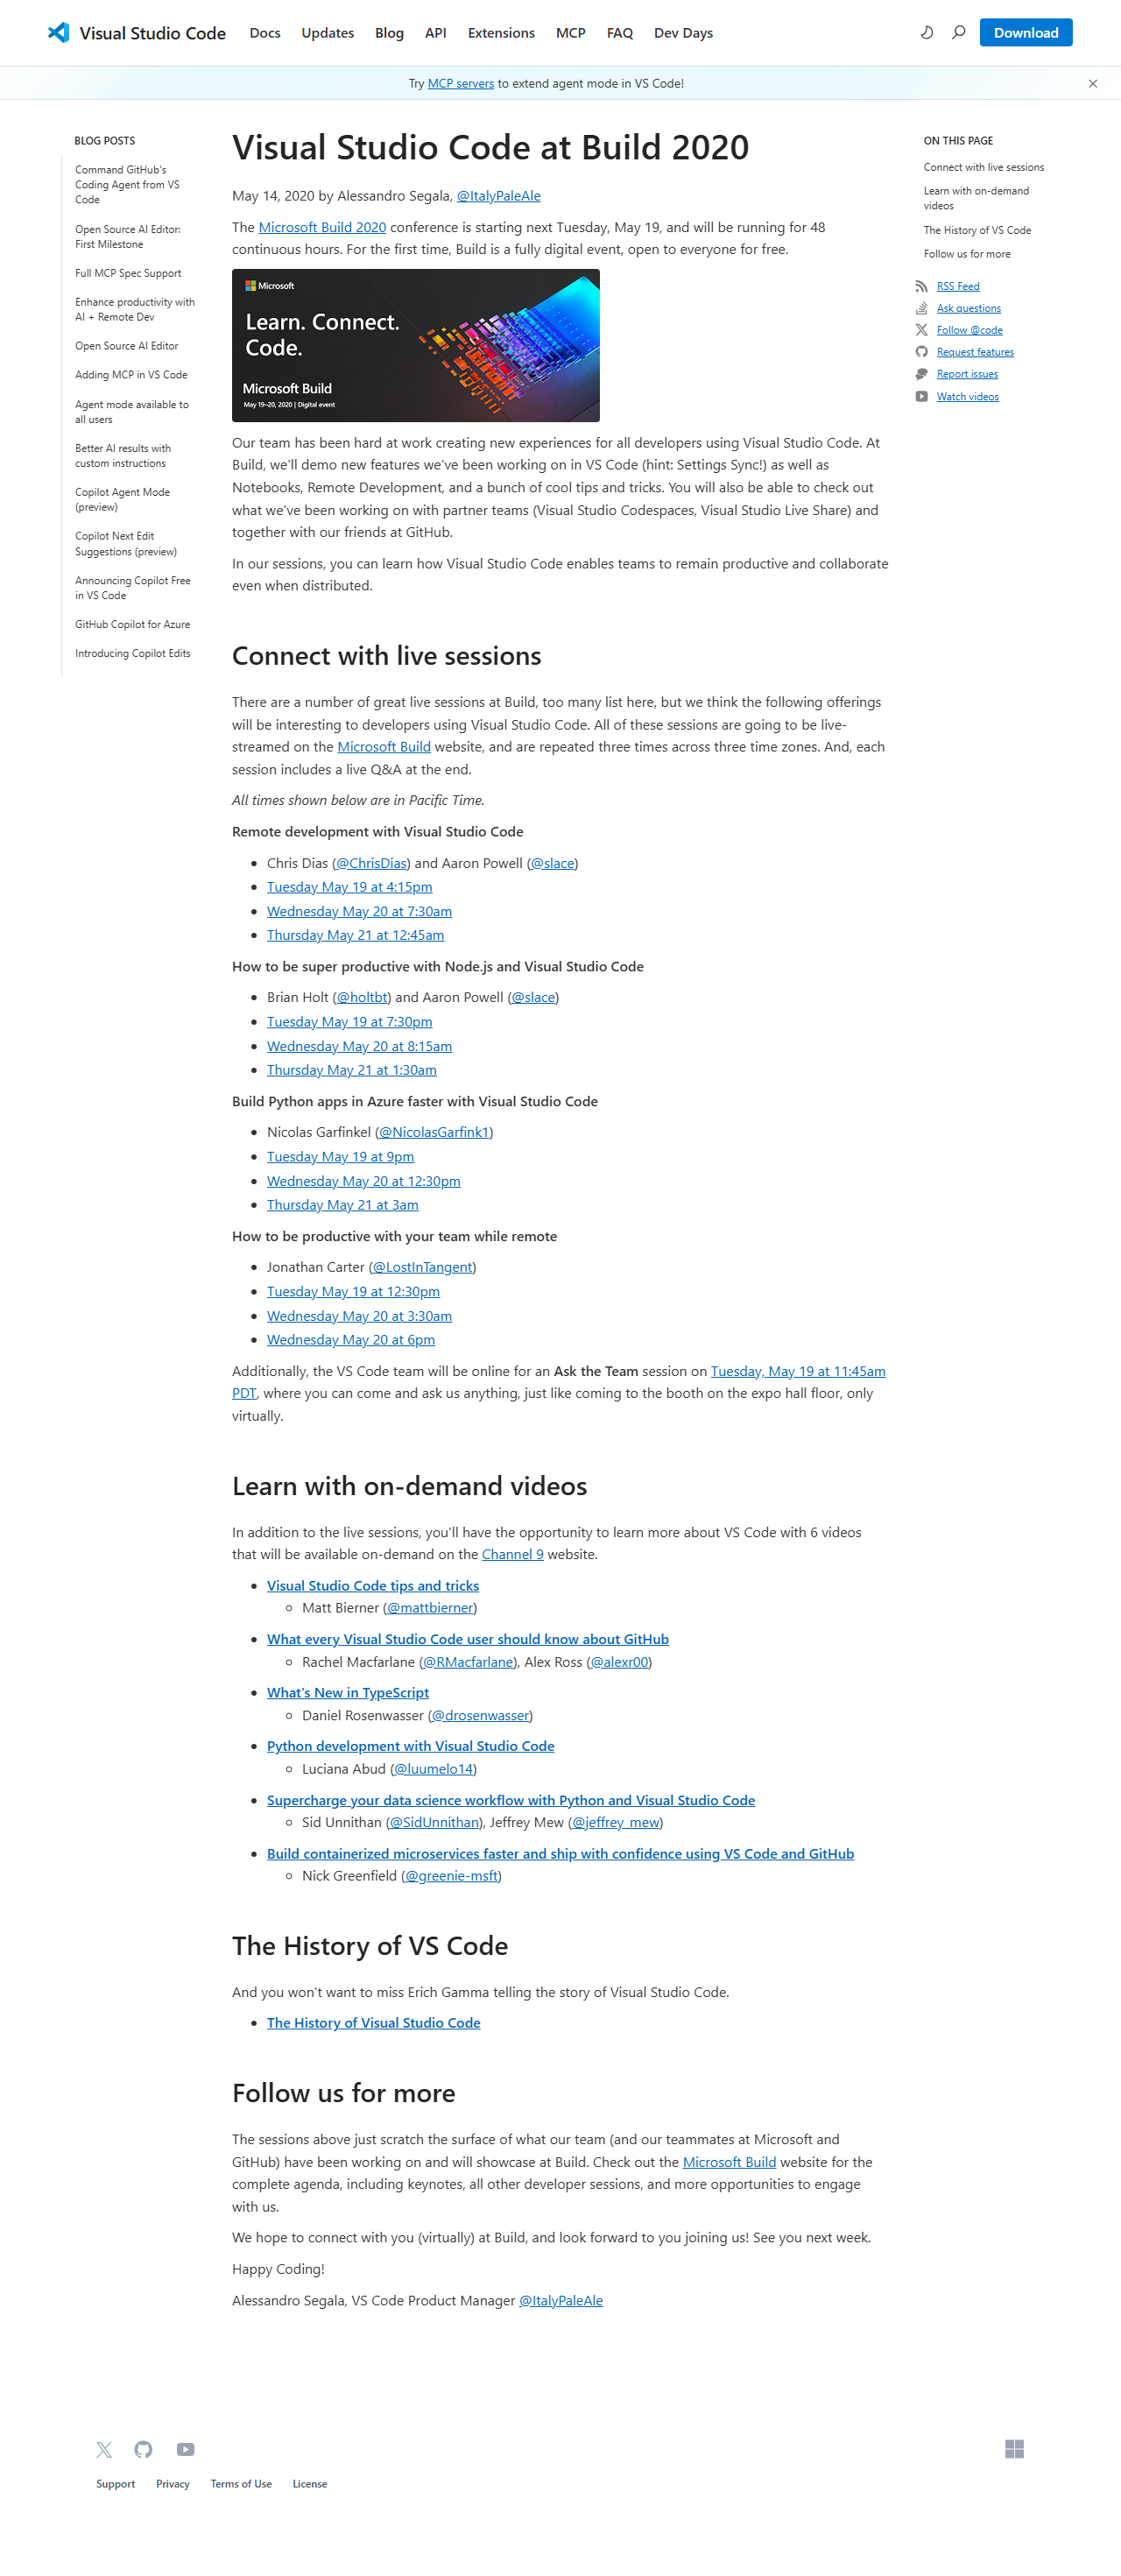 Visual Studio Code
Docs
Updates
Blog
API
Extensions
MCP
FAQ
Dev Days
Download
Try MCP servers to extend agent mode in VS Code!
BLOG POSTS
Command GitHub's
Coding Agent from VS
Code
Open Source AI Editor:
First Milestone
Full MCP Spec Support
Enhance productivity with
AI + Remote Dev
Open Source AI Editor
Adding MCP in VS Code
Agent mode available to
all users
Better AI results with
custom instructions
Copilot Agent Mode
(preview)
Copilot Next Edit
Suggestions (preview)
Announcing Copilot Free
in VS Code
GitHub Copilot for Azure
Introducing Copilot Edits
Visual Studio Code at Build 2020
May 14, 2020 by Alessandro Segala, @ItalyPaleAle
The Microsoft Build 2020 conference is starting next Tuesday, May 19, and will be running for 48
continuous hours. For the first time, Build is a fully digital event, open to everyone for free.
Microsoft
Learn. Connect.
Code.
Microsoft Build
May 19–20, 2020 | Digital event
Our team has been hard at work creating new experiences for all developers using Visual Studio Code. At
Build, we'll demo new features we've been working on in VS Code (hint: Settings Sync!) as well as
Notebooks, Remote Development, and a bunch of cool tips and tricks. You will also be able to check out
what we've been working on with partner teams (Visual Studio Codespaces, Visual Studio Live Share) and
together with our friends at GitHub.
In our sessions, you can learn how Visual Studio Code enables teams to remain productive and collaborate
even when distributed.
Connect with live sessions
There are a number of great live sessions at Build, too many list here, but we think the following offerings
will be interesting to developers using Visual Studio Code. All of these sessions are going to be live-
streamed on the Microsoft Build website, and are repeated three times across three time zones. And, each
session includes a live Q&A at the end.
All times shown below are in Pacific Time.
Remote development with Visual Studio Code
Chris Dias (@ChrisDias) and Aaron Powell (@slace)
Tuesday May 19 at 4:15pm
Wednesday May 20 at 7:30am
Thursday May 21 at 12:45am
How to be super productive with Node.js and Visual Studio Code
Brian Holt (@holtbt) and Aaron Powell (@slace)
Tuesday May 19 at 7:30pm
Wednesday May 20 at 8:15am
Thursday May 21 at 1:30am
Build Python apps in Azure faster with Visual Studio Code
Nicolas Garfinkel (@NicolasGarfink1)
Tuesday May 19 at 9pm
Wednesday May 20 at 12:30pm
Thursday May 21 at 3am
How to be productive with your team while remote
Jonathan Carter (@LostInTangent)
Tuesday May 19 at 12:30pm
Wednesday May 20 at 3:30am
Wednesday May 20 at 6pm
Additionally, the VS Code team will be online for an Ask the Team session on Tuesday, May 19 at 11:45am
PDT, where you can come and ask us anything, just like coming to the booth on the expo hall floor, only
virtually.
Learn with on-demand videos
In addition to the live sessions, you'll have the opportunity to learn more about VS Code with 6 videos
that will be available on-demand on the Channel 9 website.
Visual Studio Code tips and tricks
Matt Bierner (@mattbierner)
What every Visual Studio Code user should know about GitHub
Rachel Macfarlane (@RMacfarlane), Alex Ross (@alexr00)
What's New in TypeScript
Daniel Rosenwasser (@drosenwasser)
Python development with Visual Studio Code
Luciana Abud (@luumelo14)
Supercharge your data science workflow with Python and Visual Studio Code
Sid Unnithan (@SidUnnithan), Jeffrey Mew (@jeffrey_mew)
Build containerized microservices faster and ship with confidence using VS Code and GitHub
Nick Greenfield (@greenie-msft)
The History of VS Code
And you won't want to miss Erich Gamma telling the story of Visual Studio Code.
The History of Visual Studio Code
Follow us for more
The sessions above just scratch the surface of what our team (and our teammates at Microsoft and
GitHub) have been working on and will showcase at Build. Check out the Microsoft Build website for the
complete agenda, including keynotes, all other developer sessions, and more opportunities to engage
with us.
We hope to connect with you (virtually) at Build, and look forward to you joining us! See you next week.
Happy Coding!
Alessandro Segala, VS Code Product Manager @ItalyPaleAle
ON THIS PAGE
Connect with live sessions
Learn with on-demand
videos
The History of VS Code
Follow us for more
RSS Feed
Ask questions
Follow @code
Request features
Report issues
Watch videos
Support
Privacy
Terms of Use
License